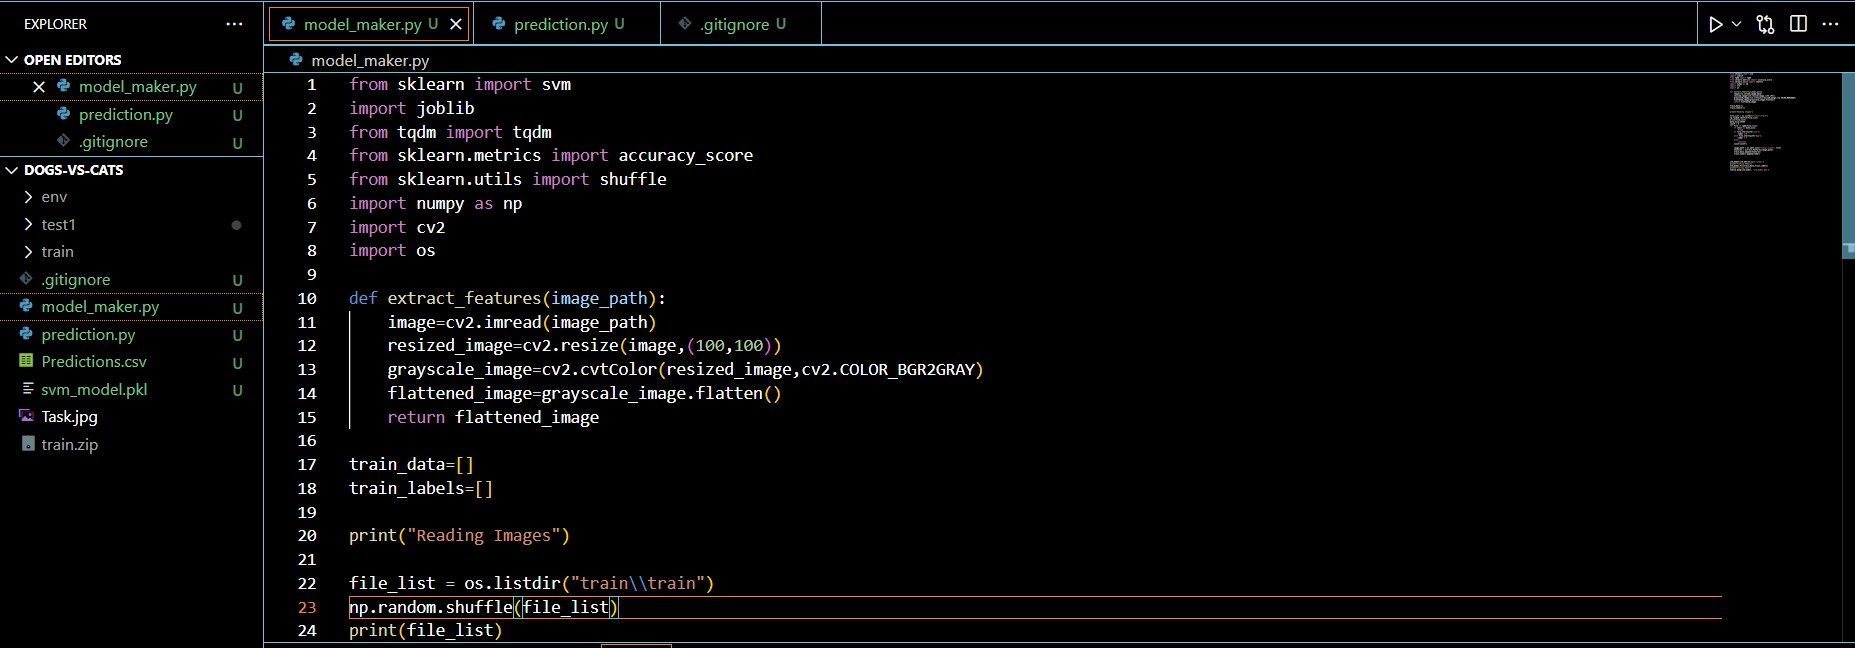 EXPLORER
OPEN EDITORS
model_maker.py U
prediction.py U
.gitignore U
DOGS-VS-CATS
env
test1
train
.gitignore U
model_maker.py U
prediction.py U
Predictions.csv U
svm_model.pkl U
Task.jpg
train.zip
model_maker.py U
prediction.py U
.gitignore U
model_maker.py
1 from sklearn import svm
2 import joblib
3 from tqdm import tqdm
4 from sklearn.metrics import accuracy_score
5 from sklearn.utils import shuffle
6 import numpy as np
7 import cv2
8 import os
9
10 def extract_features(image_path):
11     image=cv2.imread(image_path)
12     resized_image=cv2.resize(image,(100,100))
13     grayscale_image=cv2.cvtColor(resized_image,cv2.COLOR_BGR2GRAY)
14     flattened_image=grayscale_image.flatten()
15     return flattened_image
16
17 train_data=[]
18 train_labels=[]
19
20 print("Reading Images")
21
22 file_list = os.listdir("train\\train")
23 np.random.shuffle(file_list)
24 print(file_list)